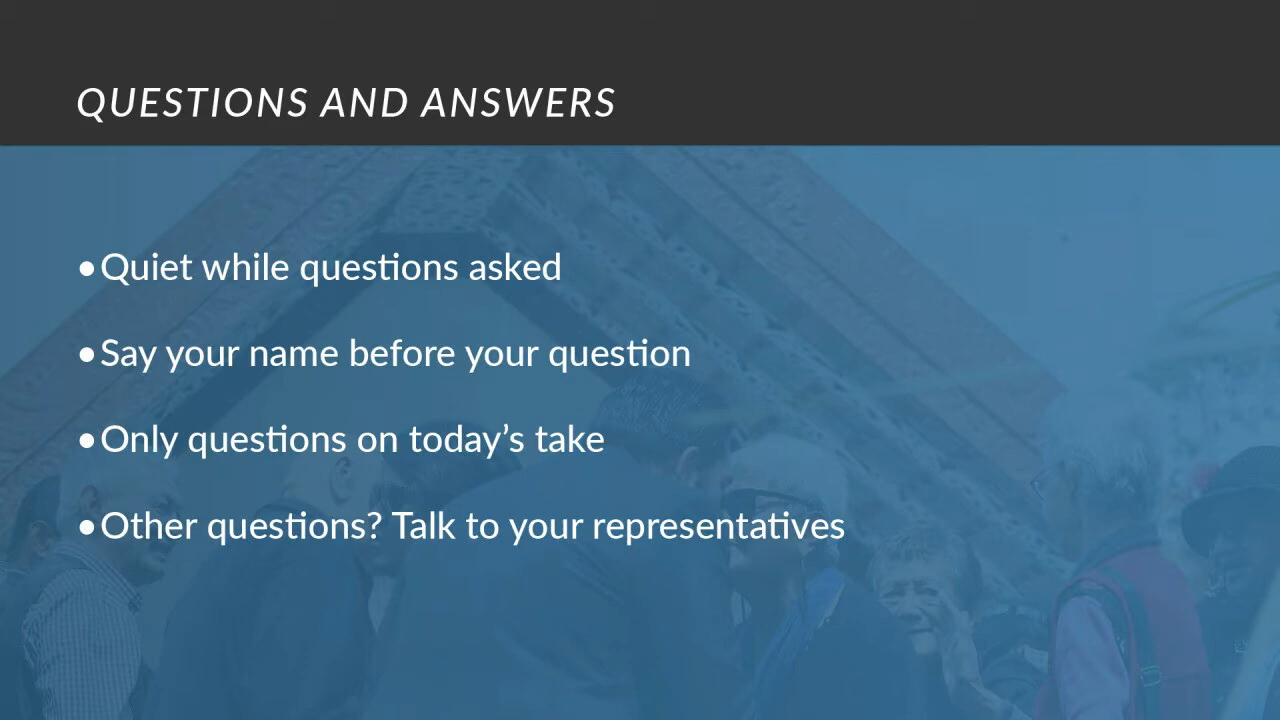 QUESTIONS AND ANSWERS
•Quiet while questions asked
•Say your name before your question
•Only questions on today’s take
•Other questions? Talk to your representatives